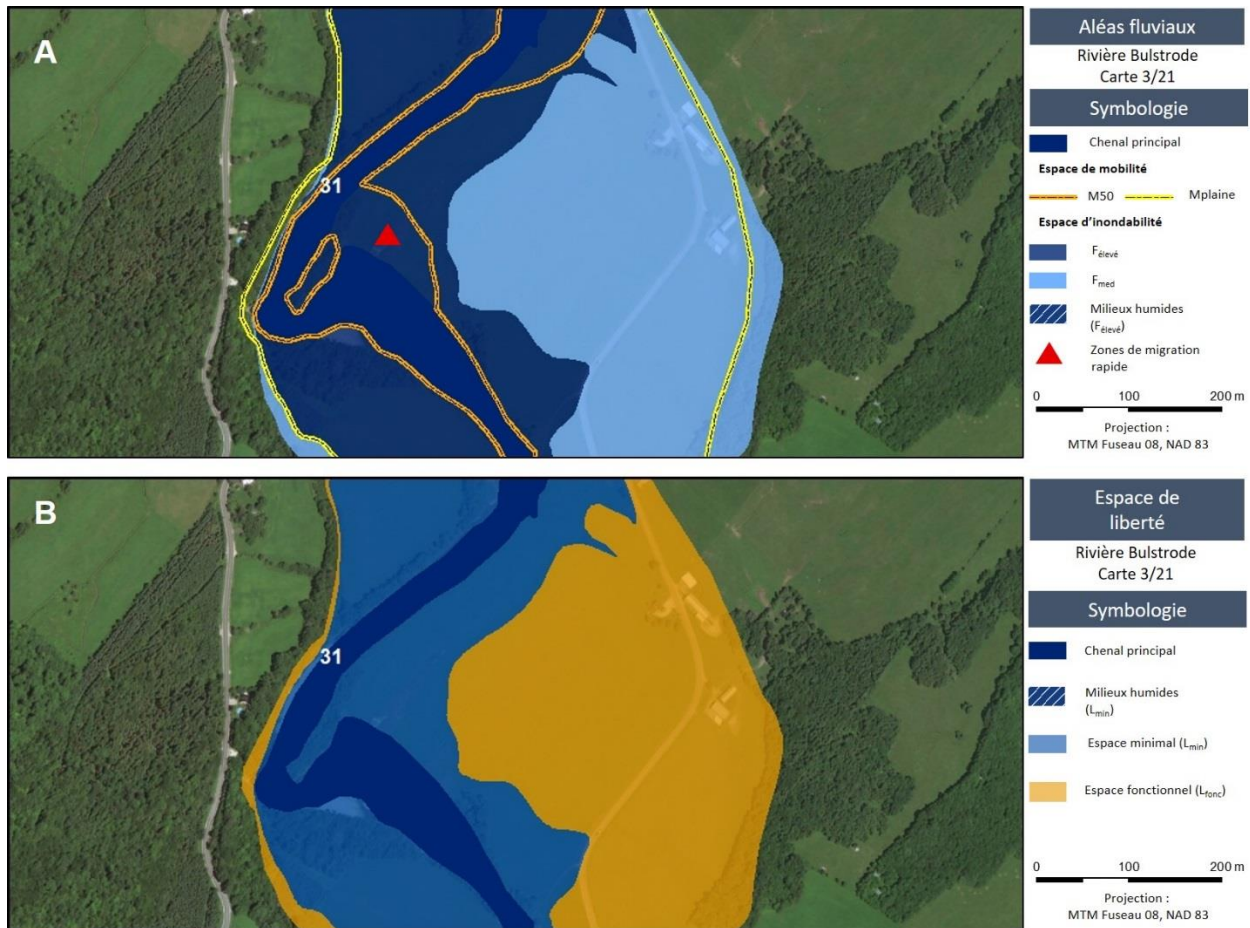 A
31
Aléas fluviaux
Rivière Bulstrode
Carte 3/21
Symbologie
Chenal principal
Espace de mobilité
M50
Mplaine
Espace d'inondabilité
Félevé
Fmed
Milieux humides
(Félevé)
Zones de migration
rapide
0 100 200 m
Projection :
MTM Fuseau 08, NAD 83
B
31
Espace de
liberté
Rivière Bulstrode
Carte 3/21
Symbologie
Chenal principal
Milieux humides
(Lmin)
Espace minimal (Lmin)
Espace fonctionnel (Lfonc)
0 100 200 m
Projection :
MTM Fuseau 08, NAD 83